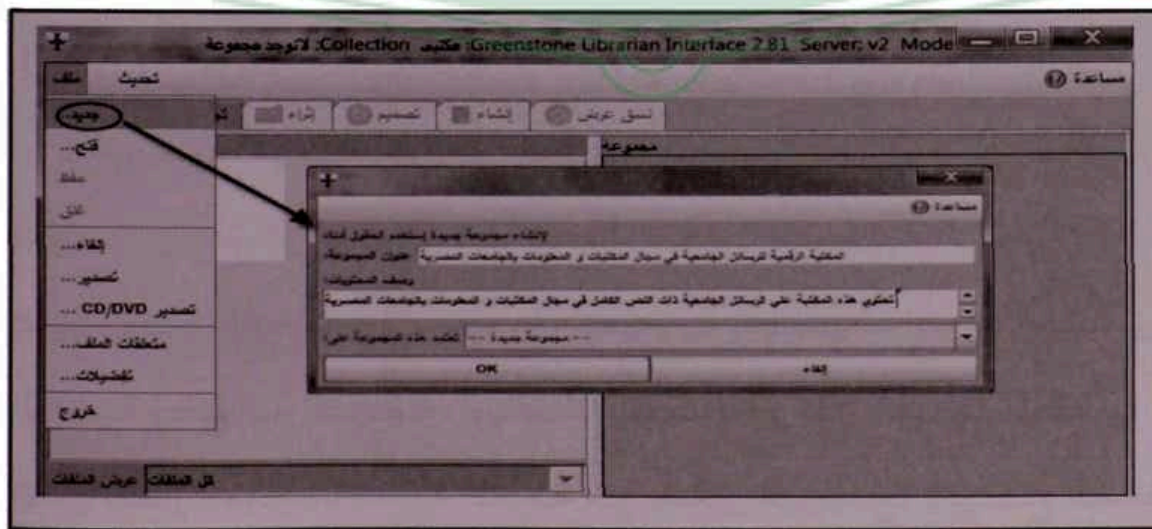 Greenstone Librarian Interface 2.81 Server: v2 Mode: مكتبي Collection: لاتوجد مجموعة
ملف تحديث مساعدة
إثراء تصميم إنشاء نسق عرض
جديد...
فتح...
حفظ
غلق
إلغاء...
تصدير...
تصدير CD/DVD ...
متعلقات الملف...
تفضيلات...
خروج
مجموعة
مساعدة
لإنشاء مجموعة جديدة إستخدم الحقول أدناه
عنوان المجموعة: المكتبة الرقمية للرسائل الجامعية في مجال المكتبات و المعلومات بالجامعات المصرية
وصف المحتويات:
تحتوي هذه المكتبة علي الرسائل الجامعية ذات النص الكامل في مجال المكتبات و المعلومات بالجامعات المصرية
تعتمد هذه المجموعة على: -- مجموعة جديدة --
OK إلغاء
عرض الملفات كل الملفات